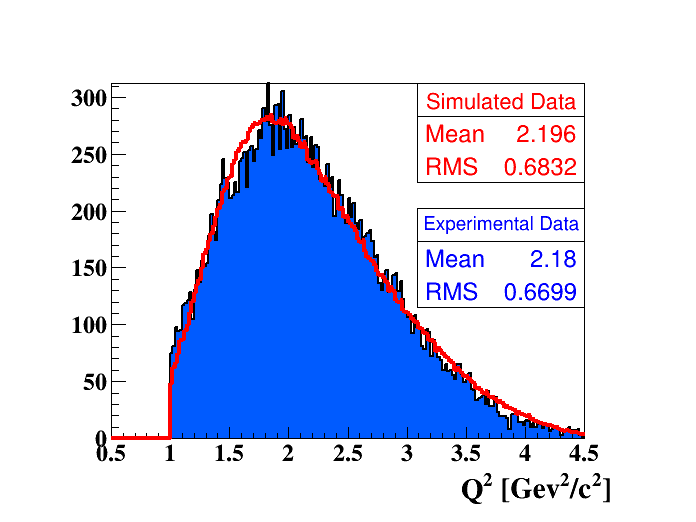 300
250
200
150
100
50
0
Simulated Data
Mean 2.196
RMS 0.6832
Experimental Data
Mean 2.18
RMS 0.6699
0.5 1 1.5 2 2.5 3 3.5 4 4.5
Q² [Gev²/c²]